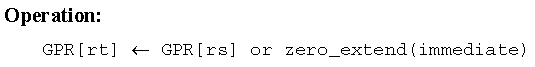 Operation:
GPR[rt] ← GPR[rs] or zero_extend(immediate)